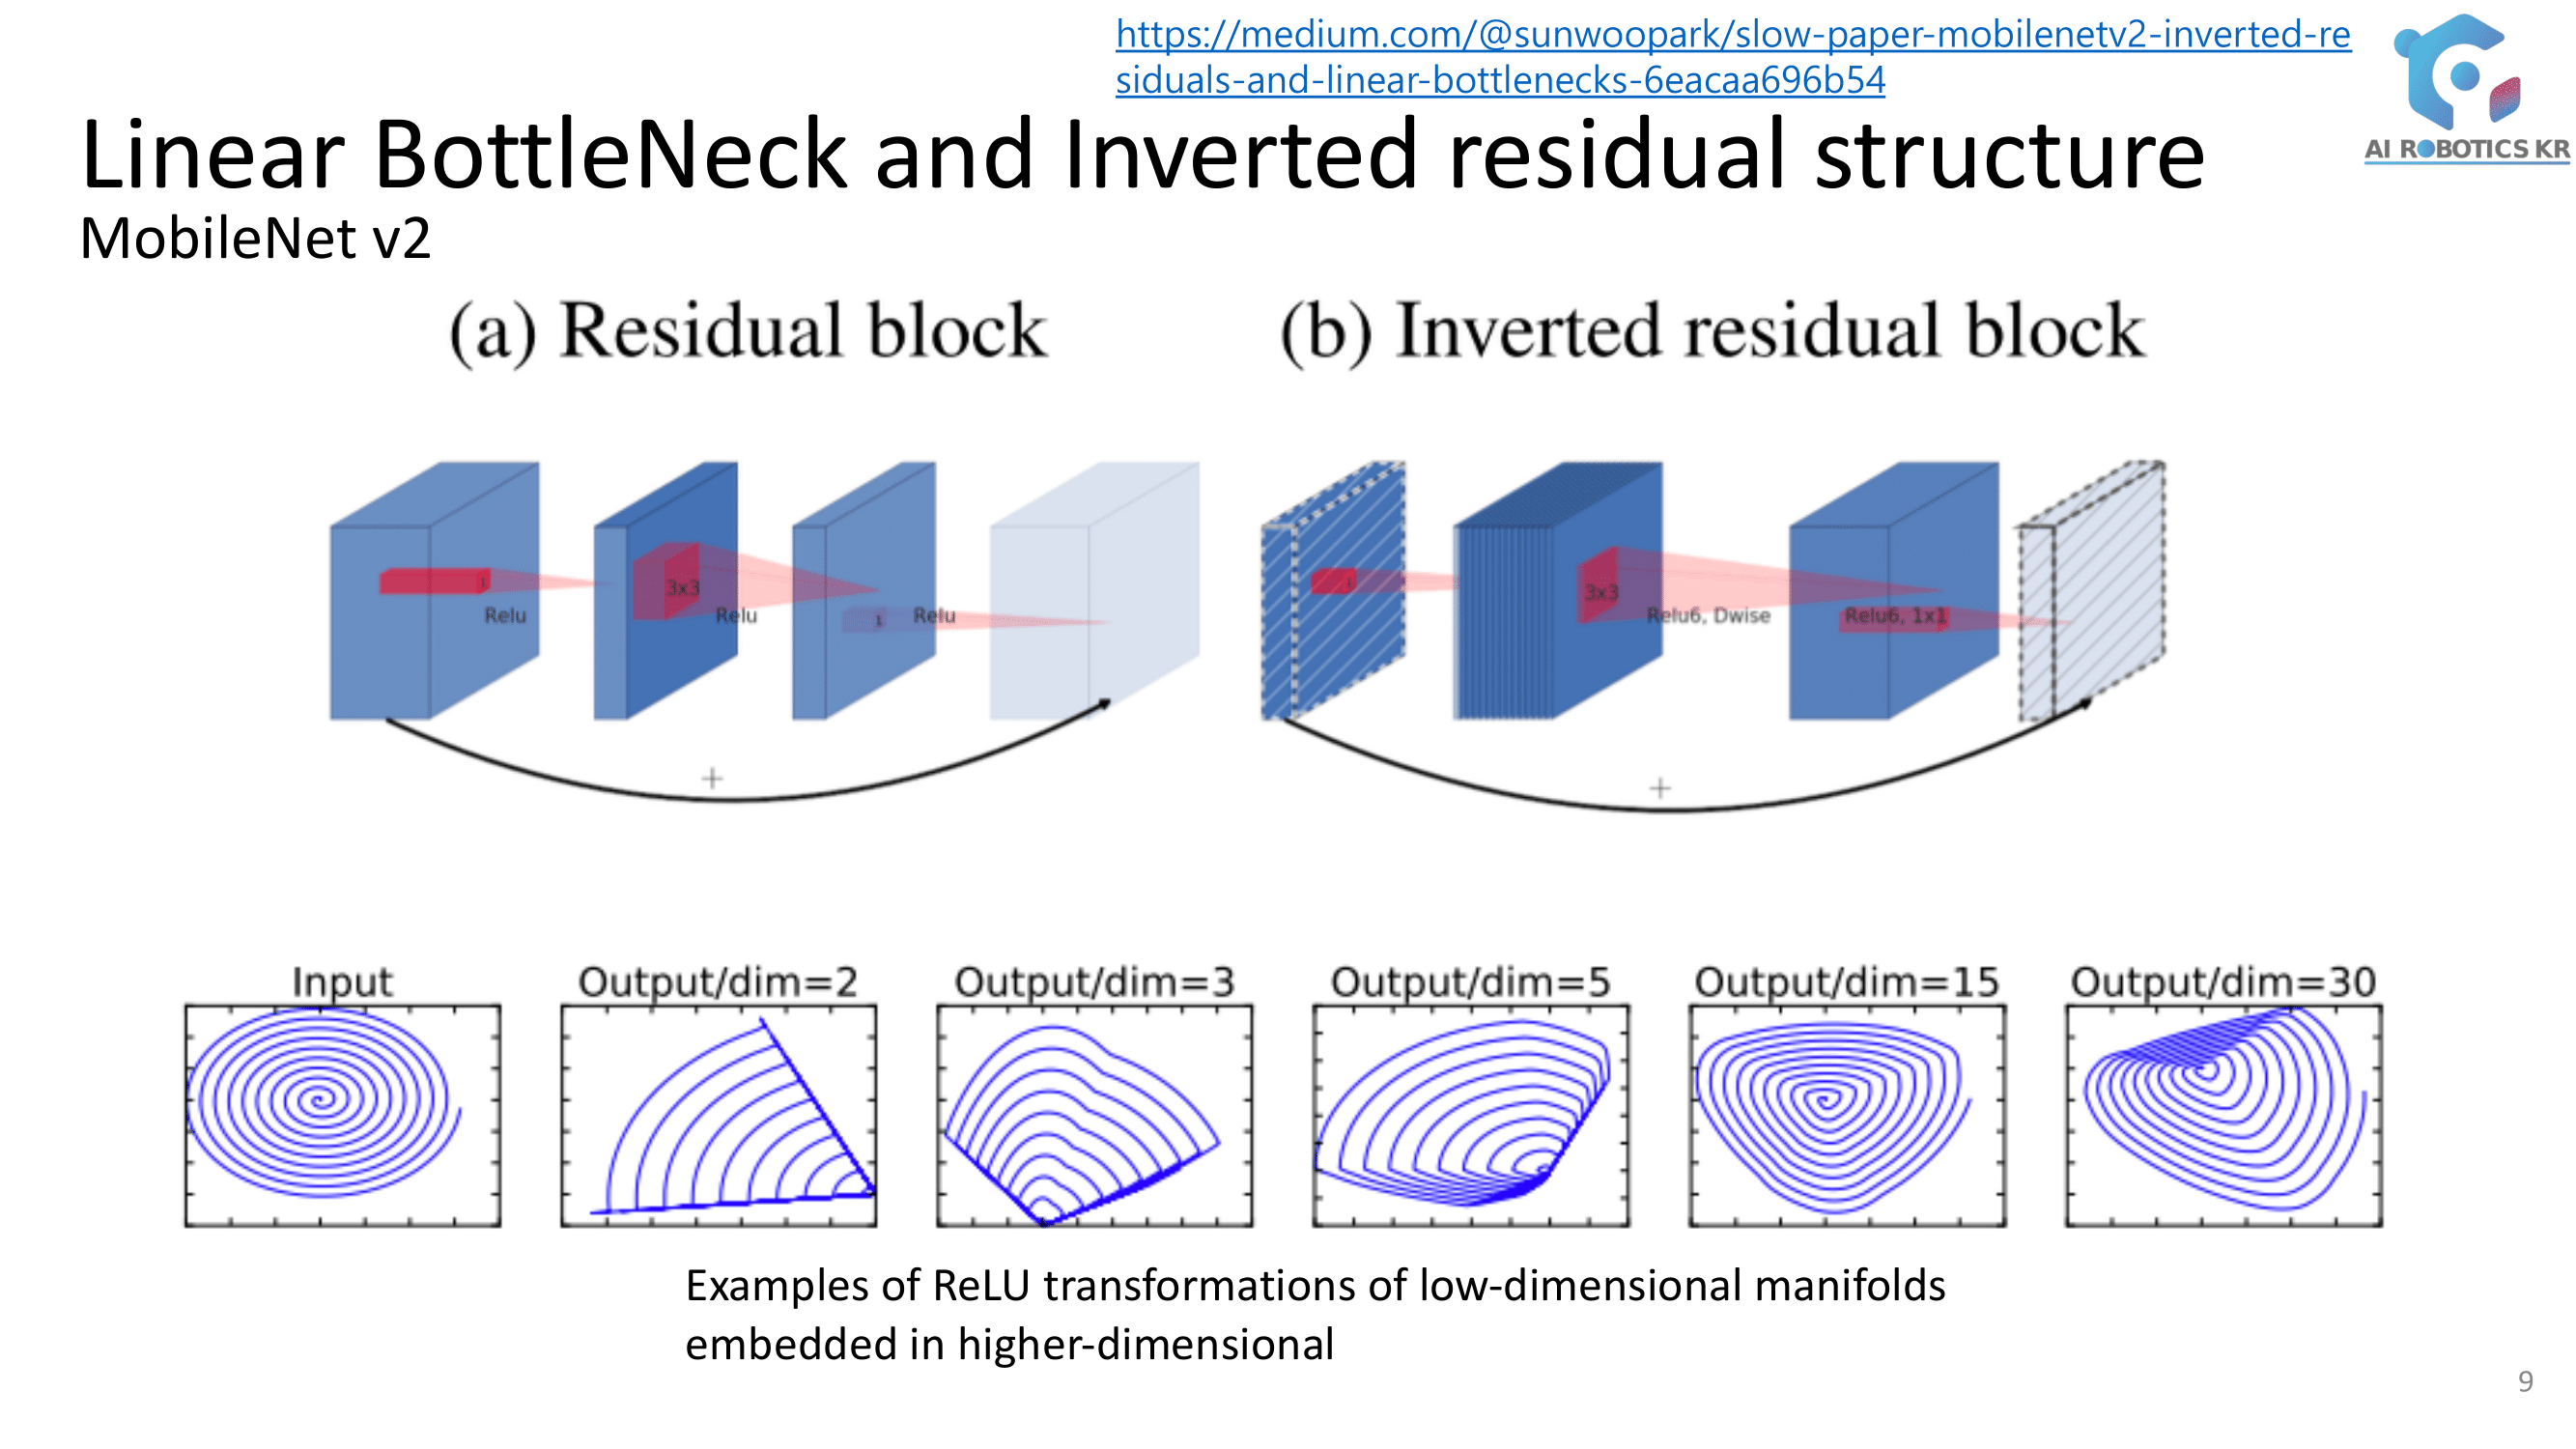 https://medium.com/@sunwoopark/slow-paper-mobilenetv2-inverted-re
siduals-and-linear-bottlenecks-6eacaa696b54
AI ROBOTICS KR
Linear BottleNeck and Inverted residual structure
MobileNet v2
(a) Residual block
(b) Inverted residual block
1
Relu
3x3
Relu
1
Relu
+
1
3x3
Relu6, Dwise
Relu6, 1x1
+
Input
Output/dim=2
Output/dim=3
Output/dim=5
Output/dim=15
Output/dim=30
Examples of ReLU transformations of low-dimensional manifolds
embedded in higher-dimensional
9